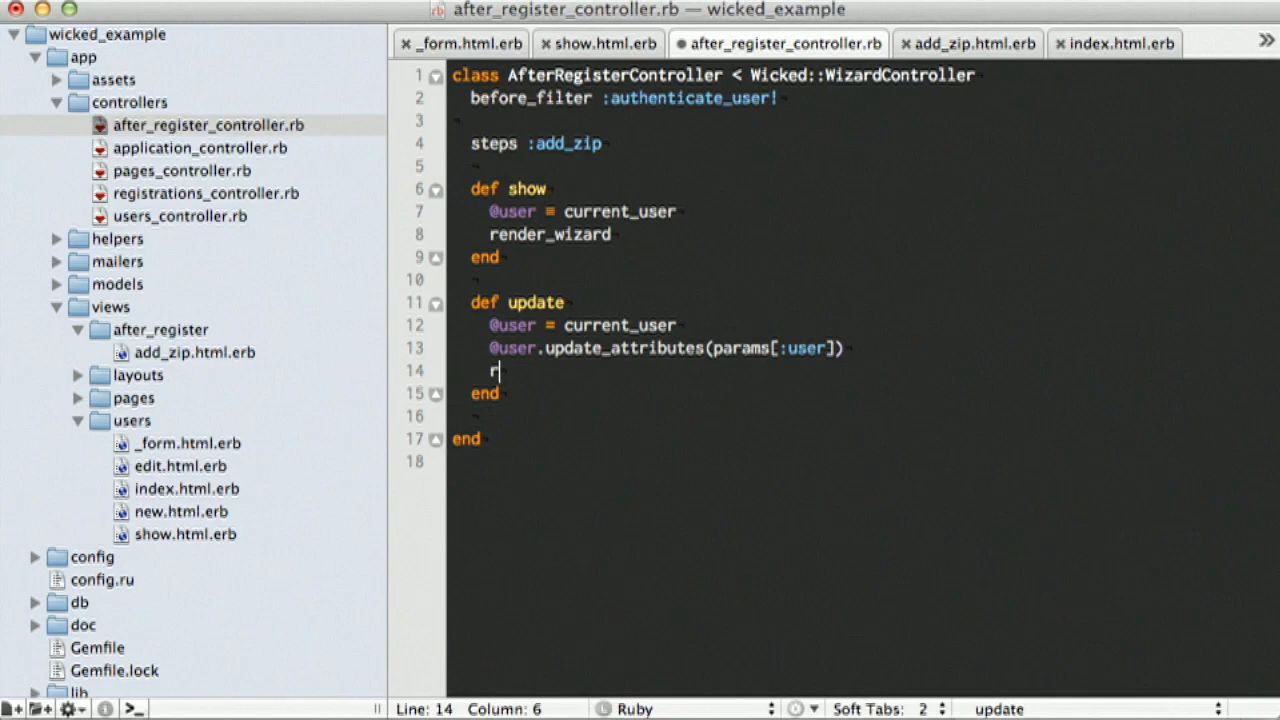 after_register_controller.rb — wicked_example
wicked_example
app
assets
controllers
after_register_controller.rb
application_controller.rb
pages_controller.rb
registrations_controller.rb
users_controller.rb
helpers
mailers
models
views
after_register
add_zip.html.erb
layouts
pages
users
_form.html.erb
edit.html.erb
index.html.erb
new.html.erb
show.html.erb
config
config.ru
db
doc
Gemfile
Gemfile.lock
lib
_form.html.erb show.html.erb after_register_controller.rb add_zip.html.erb index.html.erb
1 class AfterRegisterController < Wicked::WizardController
2 before_filter :authenticate_user!
3
4 steps :add_zip
5
6 def show
7 @user = current_user
8 render_wizard
9 end
10
11 def update
12 @user = current_user
13 @user.update_attributes(params[:user])
14 r
15 end
16
17 end
18
Line: 14 Column: 6 Ruby Soft Tabs: 2 update